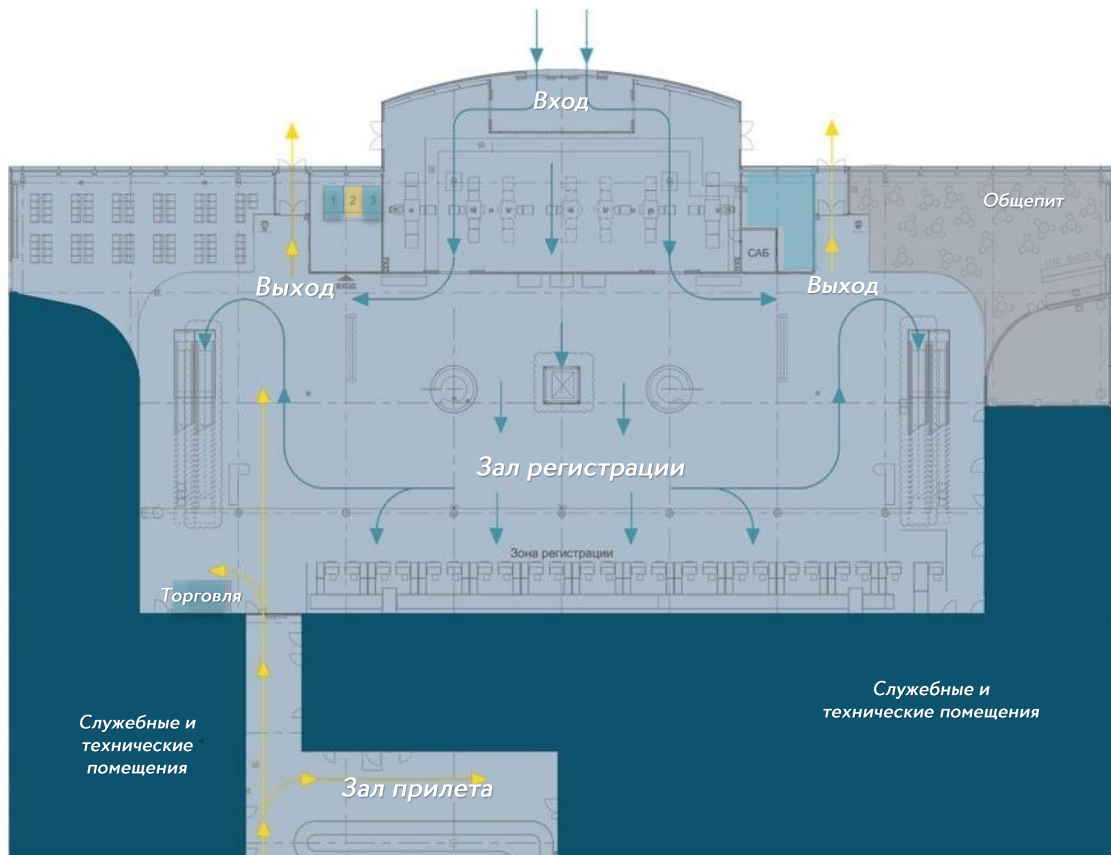 Вход
Общепит
1 2 3
САБ
Выход
ВХОД
Выход
Зал регистрации
Зона регистрации
Торговля
Служебные и
технические помещения
Служебные и
технические
помещения
Зал прилета